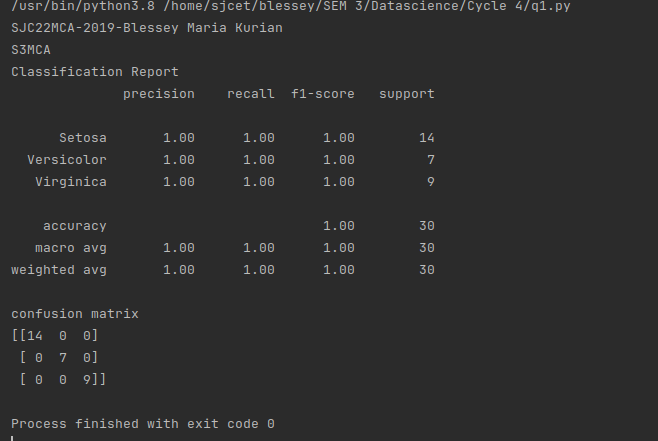 /usr/bin/python3.8 /home/sjcet/blessey/SEM 3/Datascience/Cycle 4/q1.py
SJC22MCA-2019-Blessey Maria Kurian
S3MCA
Classification Report
              precision    recall  f1-score   support

      Setosa       1.00      1.00      1.00        14
  Versicolor       1.00      1.00      1.00         7
   Virginica       1.00      1.00      1.00         9

    accuracy                           1.00        30
   macro avg       1.00      1.00      1.00        30
weighted avg       1.00      1.00      1.00        30

confusion matrix
[[14  0  0]
 [ 0  7  0]
 [ 0  0  9]]

Process finished with exit code 0